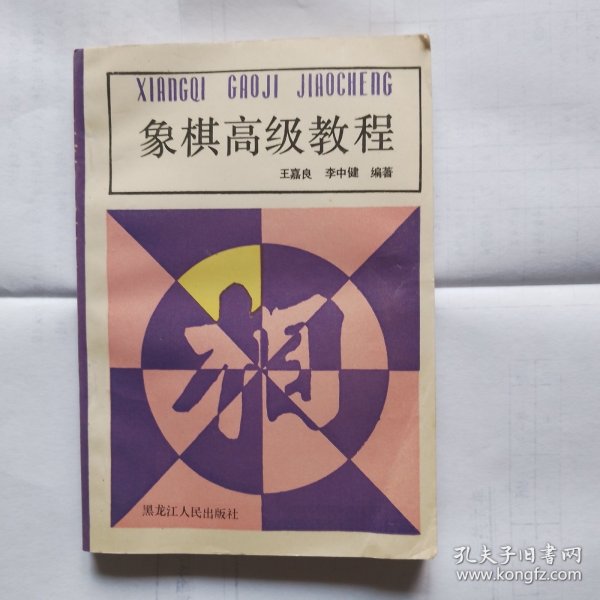 XIANGQI GAOJI JIAOCHENG
象棋高级教程
王嘉良 李中健 编著
相
黑龙江人民出版社
孔夫子旧书网
www.kongfz.com